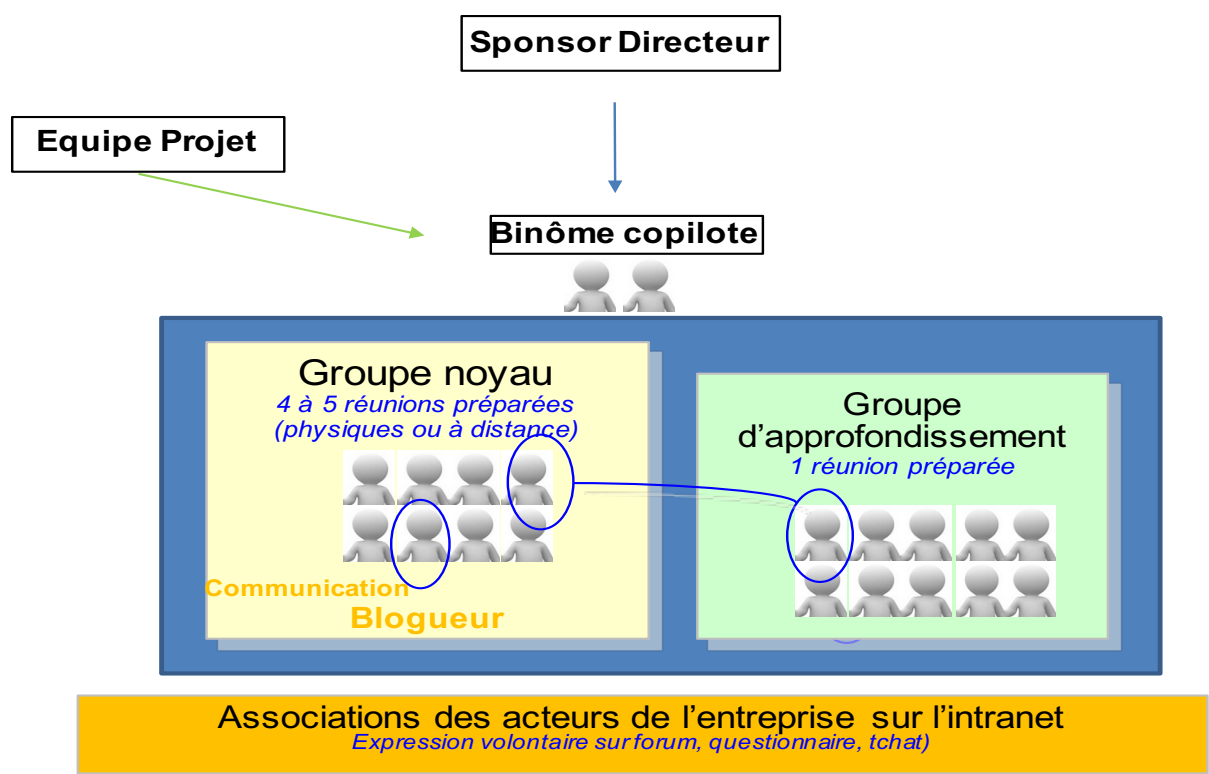 Sponsor Directeur
Equipe Projet
Binôme copilote
Groupe noyau
4 à 5 réunions préparées
(physiques ou à distance)
Communication
Blogueur
Groupe
d’approfondissement
1 réunion préparée
Associations des acteurs de l’entreprise sur l’intranet
Expression volontaire sur forum, questionnaire, tchat)